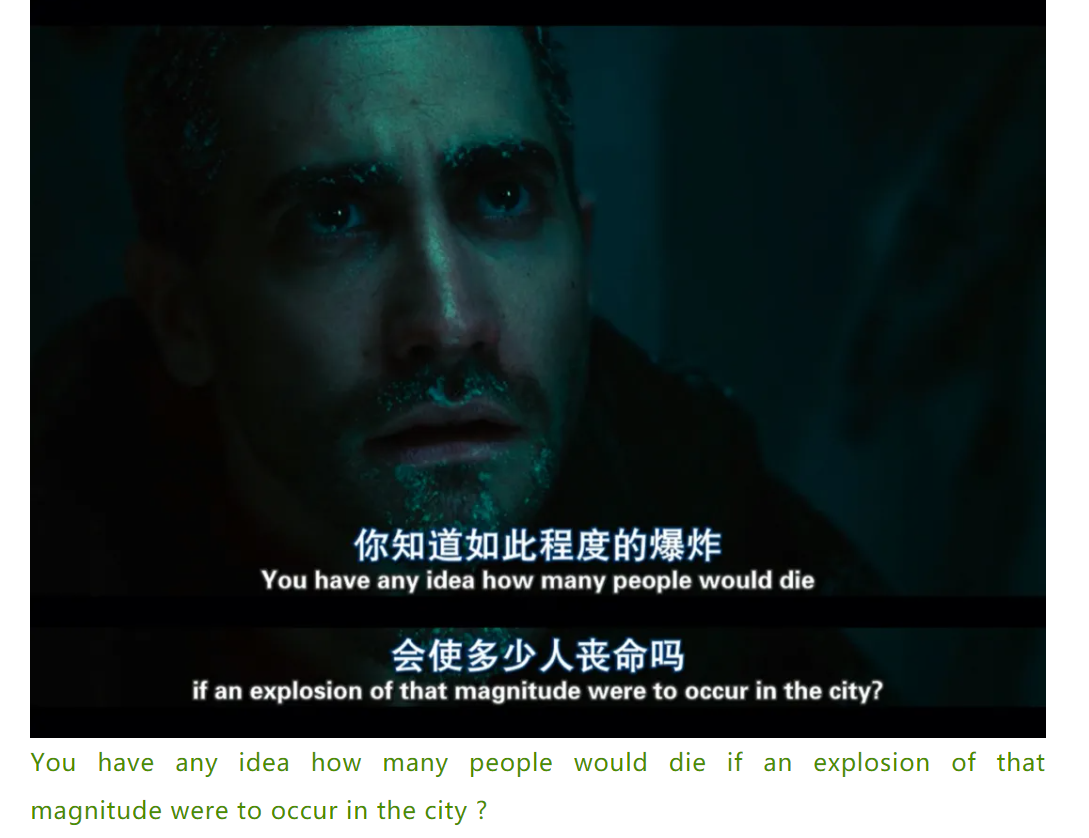 你知道如此程度的爆炸
You have any idea how many people would die
会使多少人丧命吗
if an explosion of that magnitude were to occur in the city?
You have any idea how many people would die if an explosion of that
magnitude were to occur in the city ?